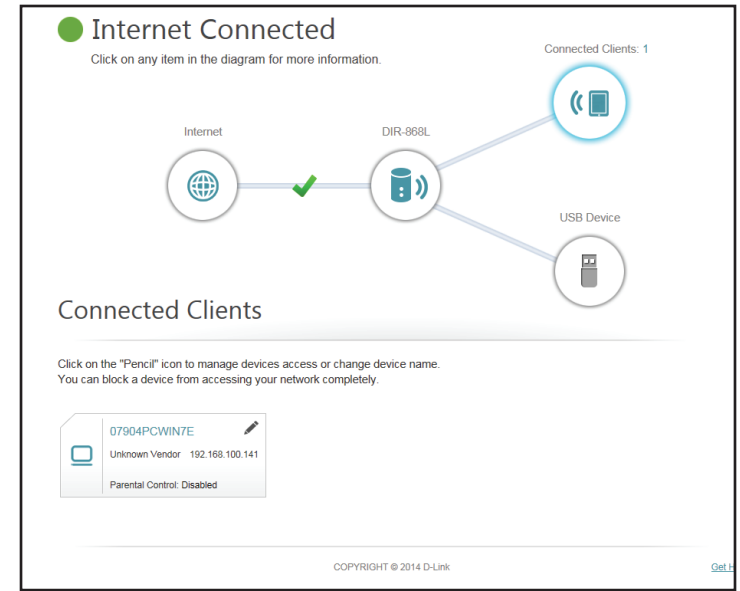 Internet Connected
Click on any item in the diagram for more information.
Connected Clients: 1
Internet
DIR-868L
USB Device
Connected Clients
Click on the "Pencil" icon to manage devices access or change device name.
You can block a device from accessing your network completely.
07904PCWIN7E
Unknown Vendor 192.168.100.141
Parental Control: Disabled
COPYRIGHT © 2014 D-Link
Get H